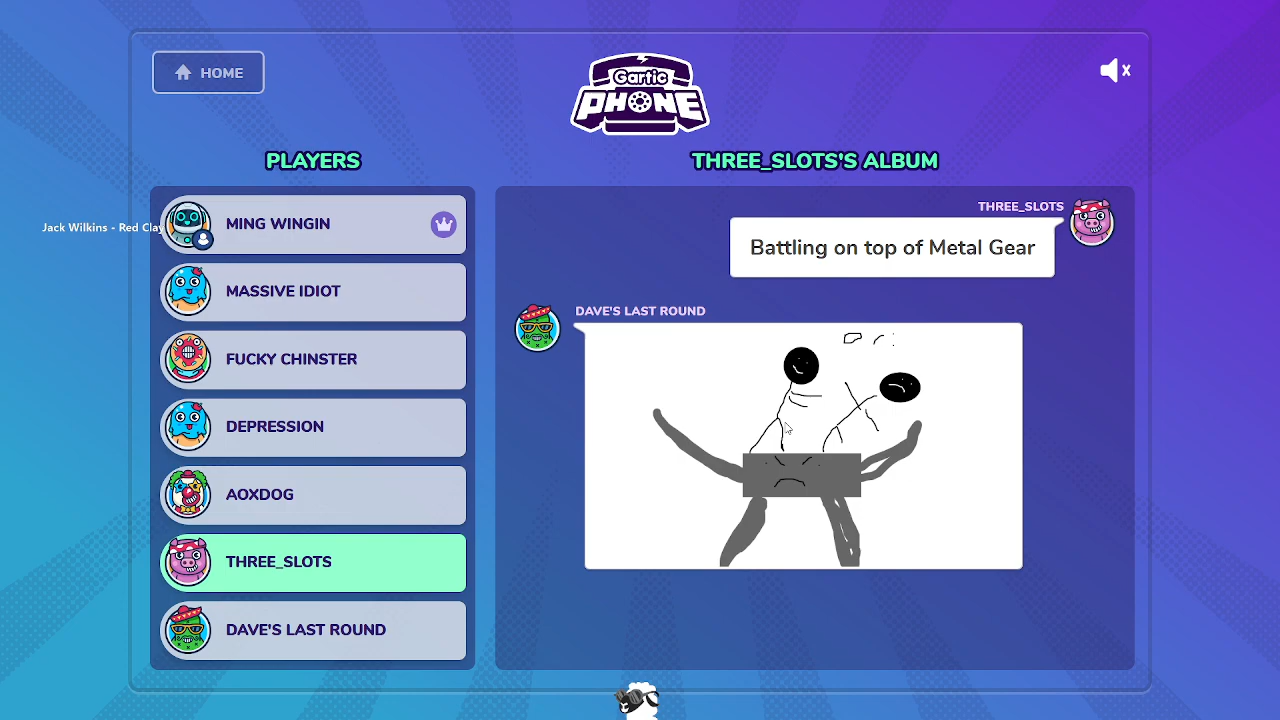 HOME
Gartic
PHONE
PLAYERS
THREE_SLOTS'S ALBUM
MING WINGIN
Jack Wilkins - Red Clay
MASSIVE IDIOT
FUCKY CHINSTER
DEPRESSION
AOXDOG
THREE_SLOTS
DAVE'S LAST ROUND
THREE_SLOTS
Battling on top of Metal Gear
DAVE'S LAST ROUND